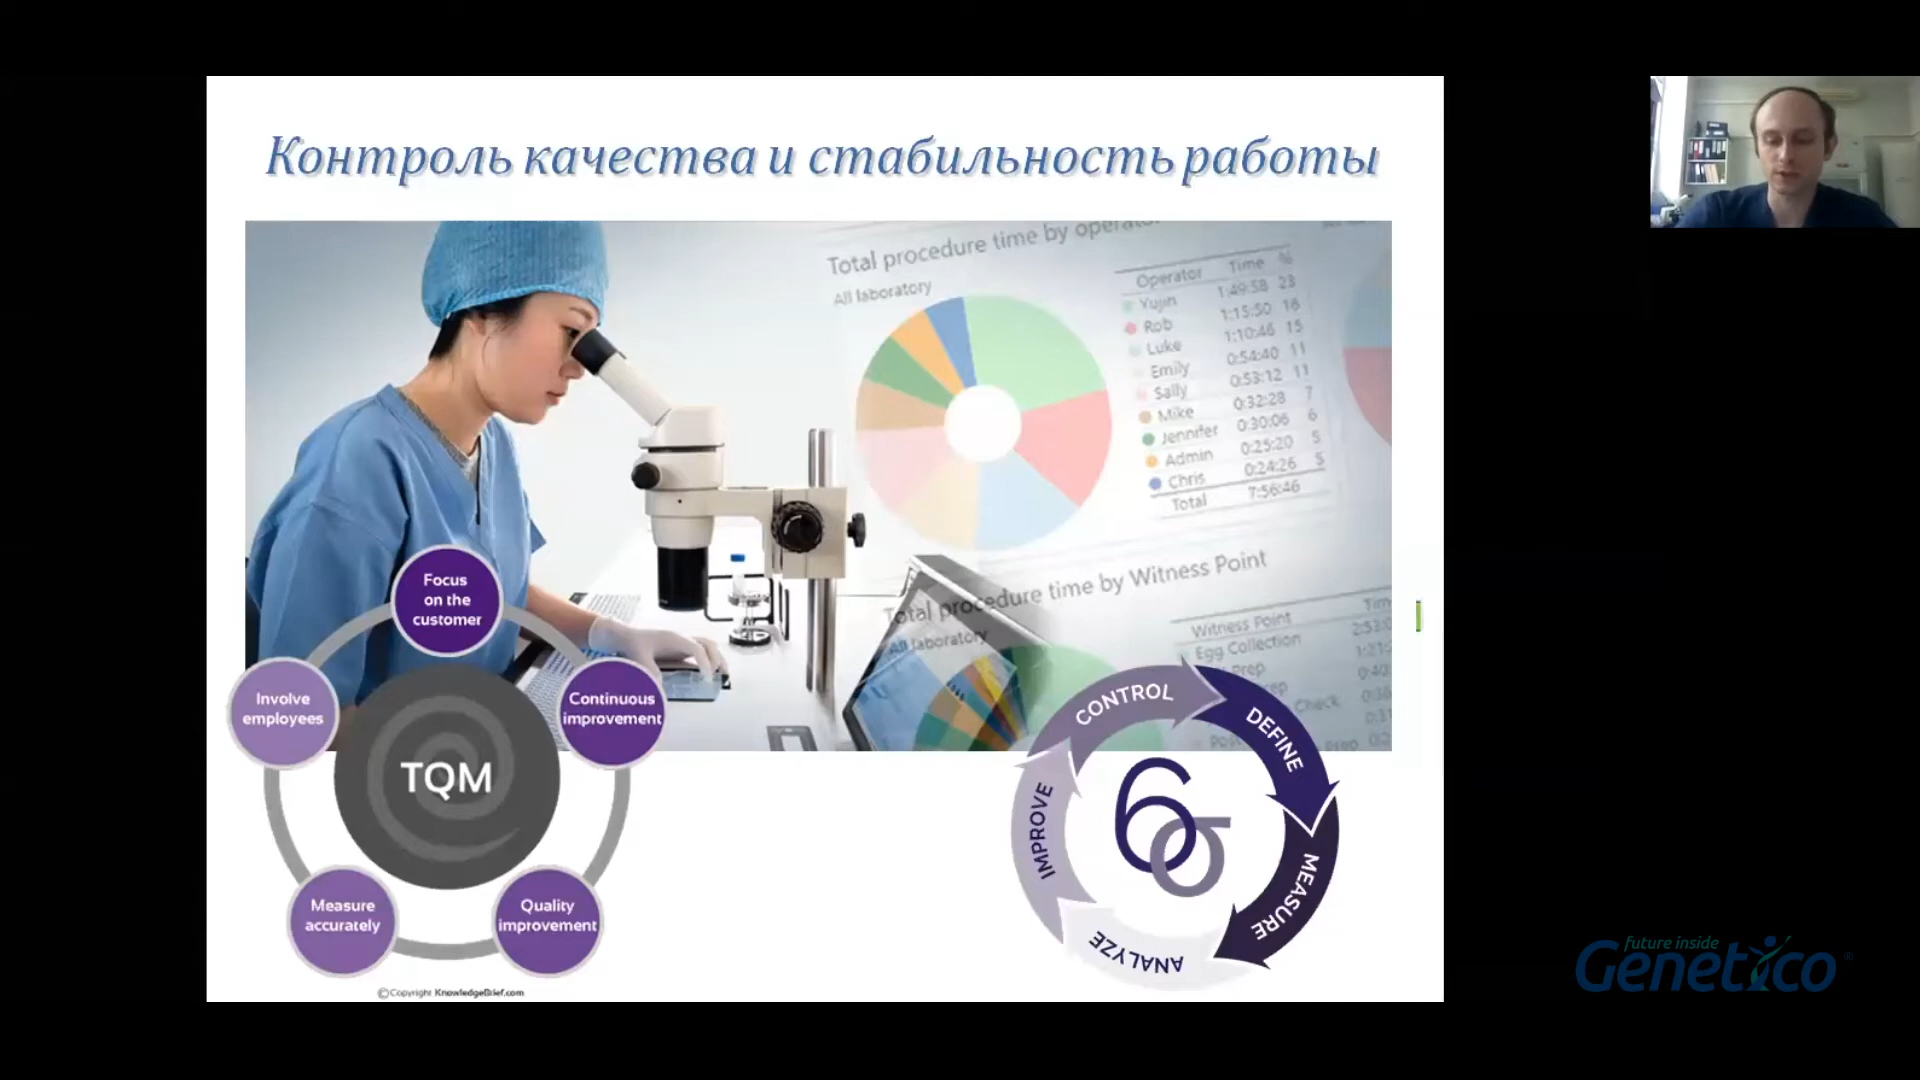 Контроль качества и стабильность работы
Total procedure time by
All laboratory
Operator Time %
Yujin 1:49:58 23
Rob 1:15:50 16
Luke 1:10:46 15
Emily 0:54:40 11
Sally 0:53:12 11
Mike 0:32:28 7
Jennifer 0:30:06 6
Admin 0:25:20 5
Chris 0:24:26 5
Total 7:56:46
Total procedure time by Witness Point
All laboratory
Witness Point
Egg Collection
Prep
Check
Focus
on the
customer
Involve
employees
Continuous
improvement
TQM
Measure
accurately
Quality
improvement
©Copyright KnowledgeBrief.com
CONTROL
DEFINE
MEASURE
ANALYZE
IMPROVE
6σ
future inside
Genetico®